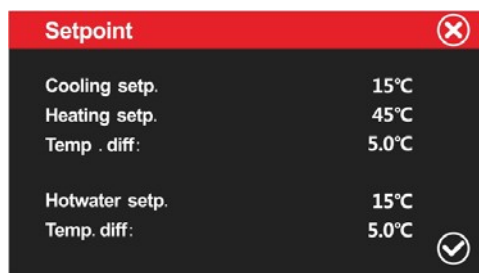 Setpoint
Cooling setp. 15℃
Heating setp. 45℃
Temp . diff: 5.0℃
Hotwater setp. 15℃
Temp. diff: 5.0℃